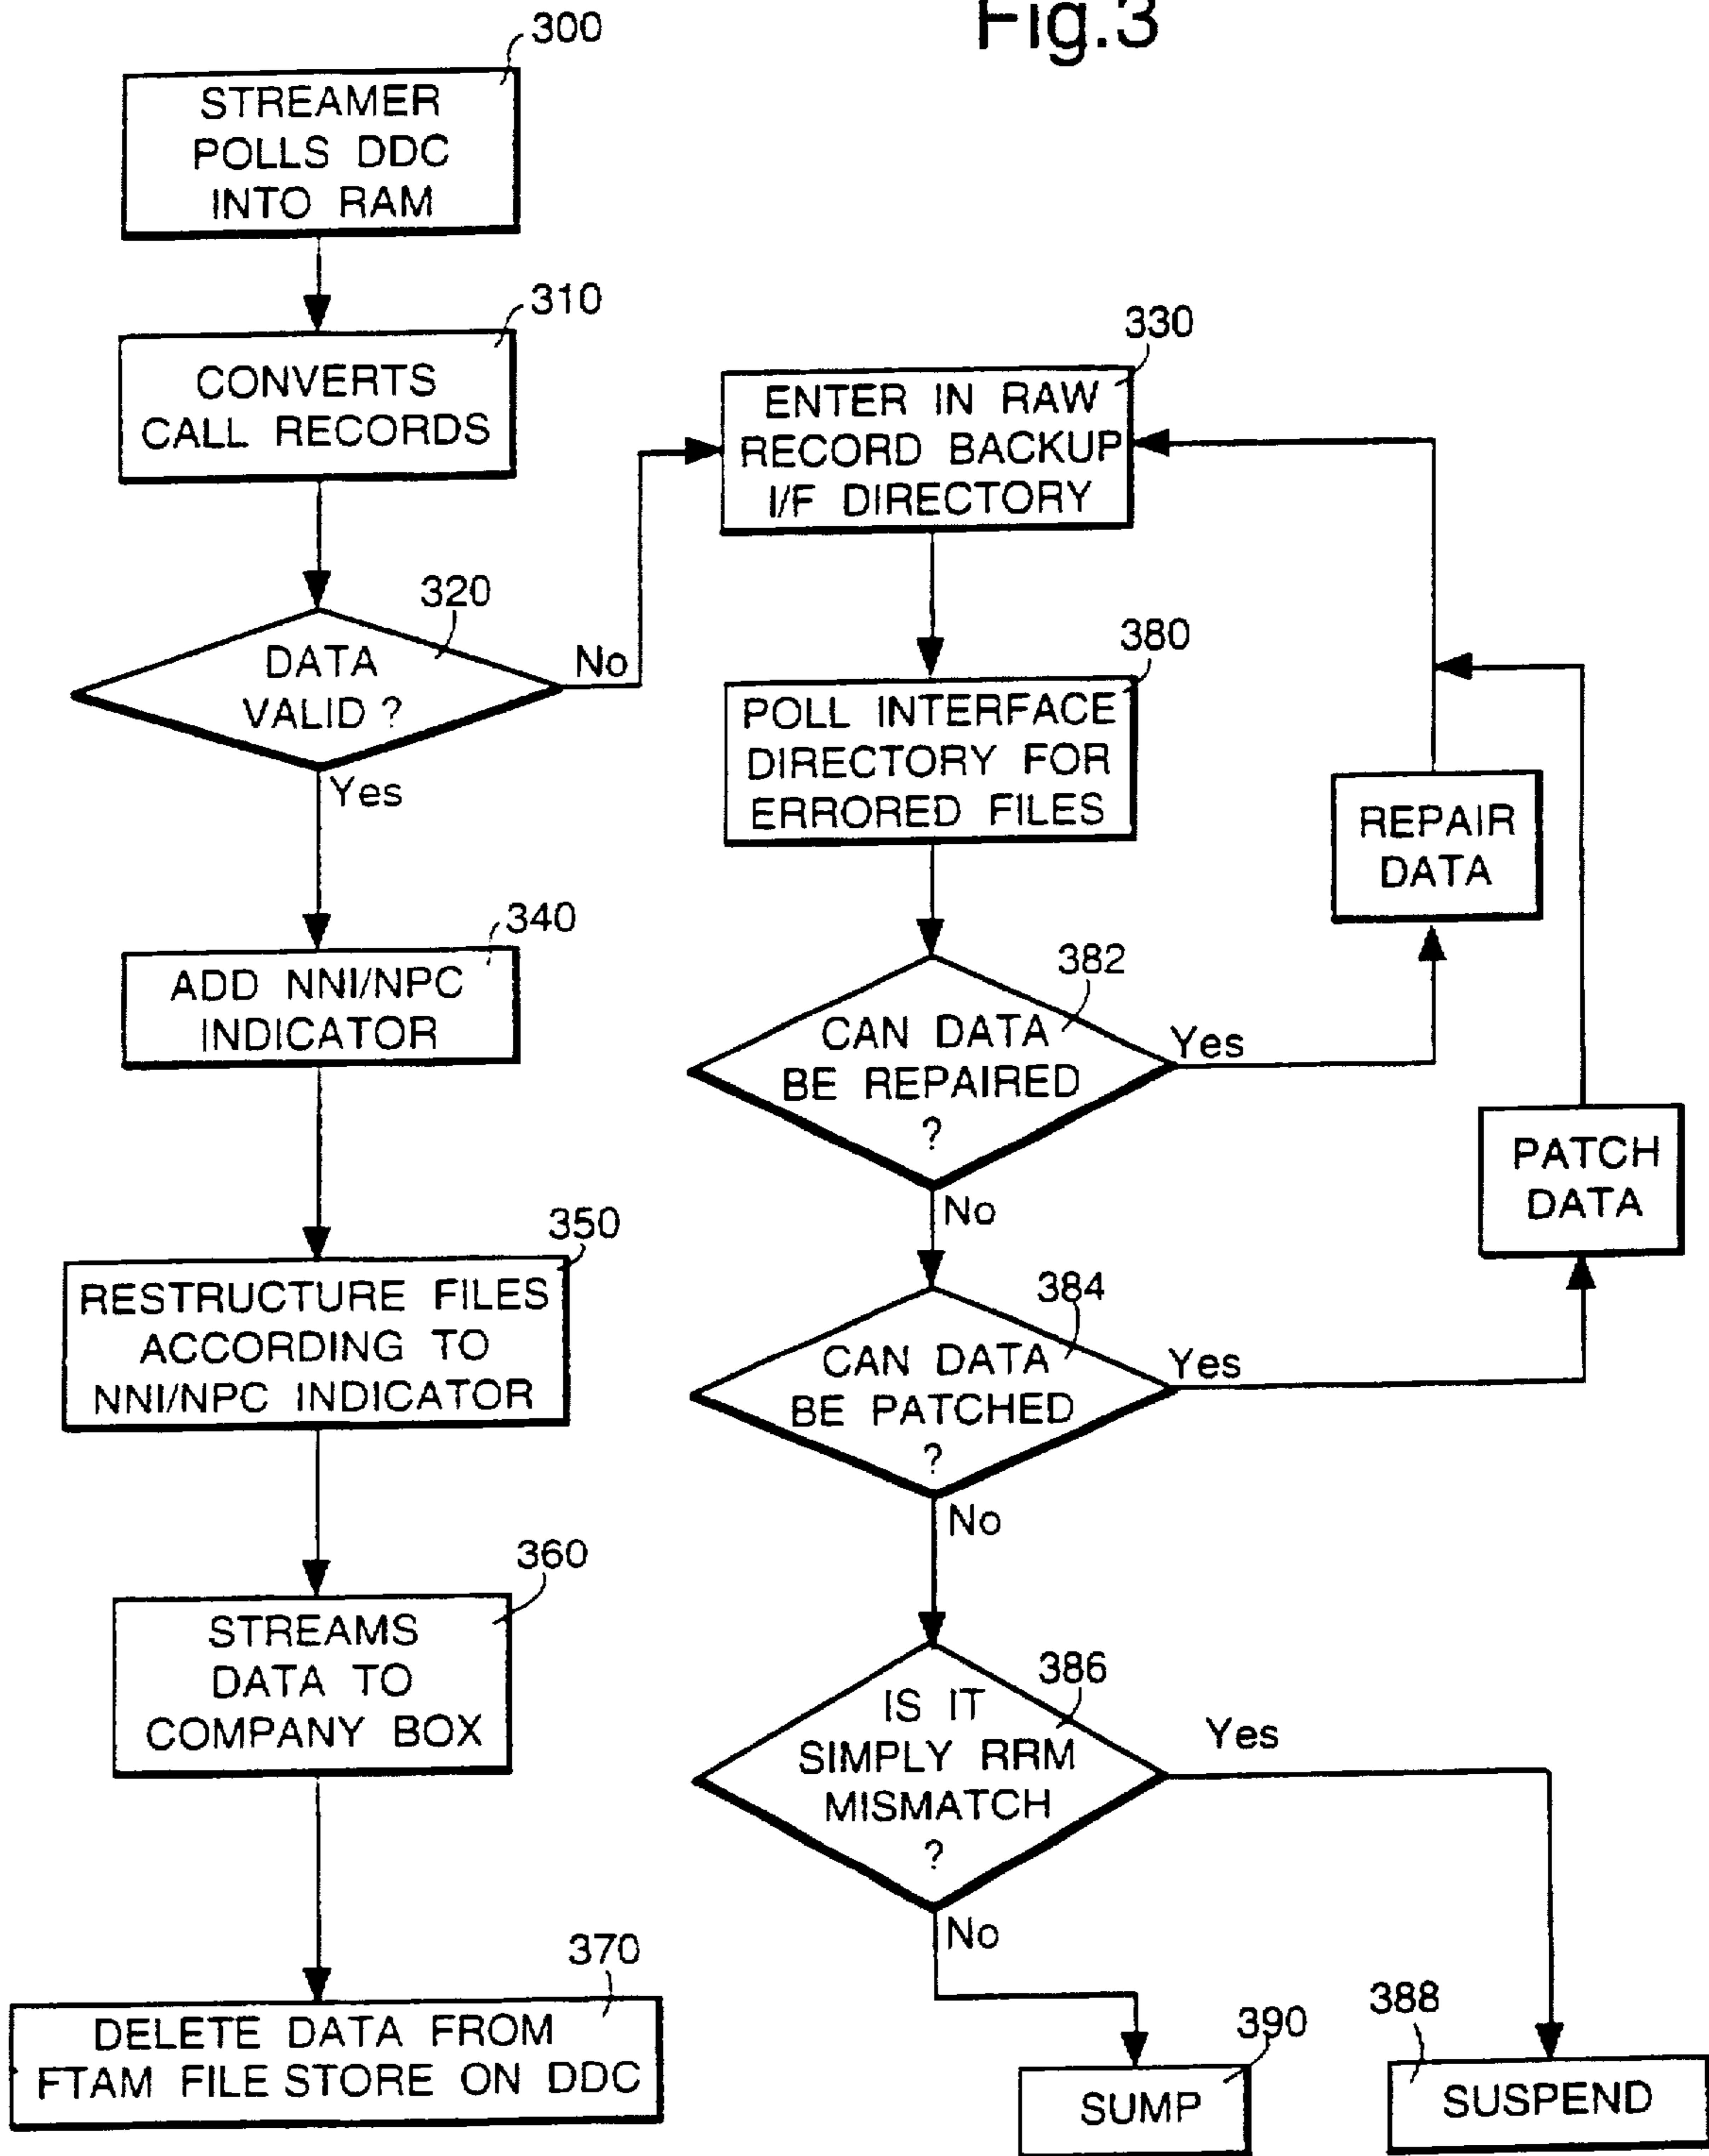 Fig.3
300
STREAMER
POLLS DDC
INTO RAM
310
CONVERTS
CALL RECORDS
320
DATA
VALID ?
No
Yes
330
ENTER IN RAW
RECORD BACKUP
I/F DIRECTORY
340
ADD NNI/NPC
INDICATOR
350
RESTRUCTURE FILES
ACCORDING TO
NNI/NPC INDICATOR
360
STREAMS
DATA TO
COMPANY BOX
370
DELETE DATA FROM
FTAM FILE STORE ON DDC
380
POLL INTERFACE
DIRECTORY FOR
ERRORED FILES
REPAIR
DATA
382
CAN DATA
BE REPAIRED
?
Yes
No
PATCH
DATA
384
CAN DATA
BE PATCHED
?
Yes
No
386
IS IT
SIMPLY RRM
MISMATCH
?
Yes
No
390
SUMP
388
SUSPEND